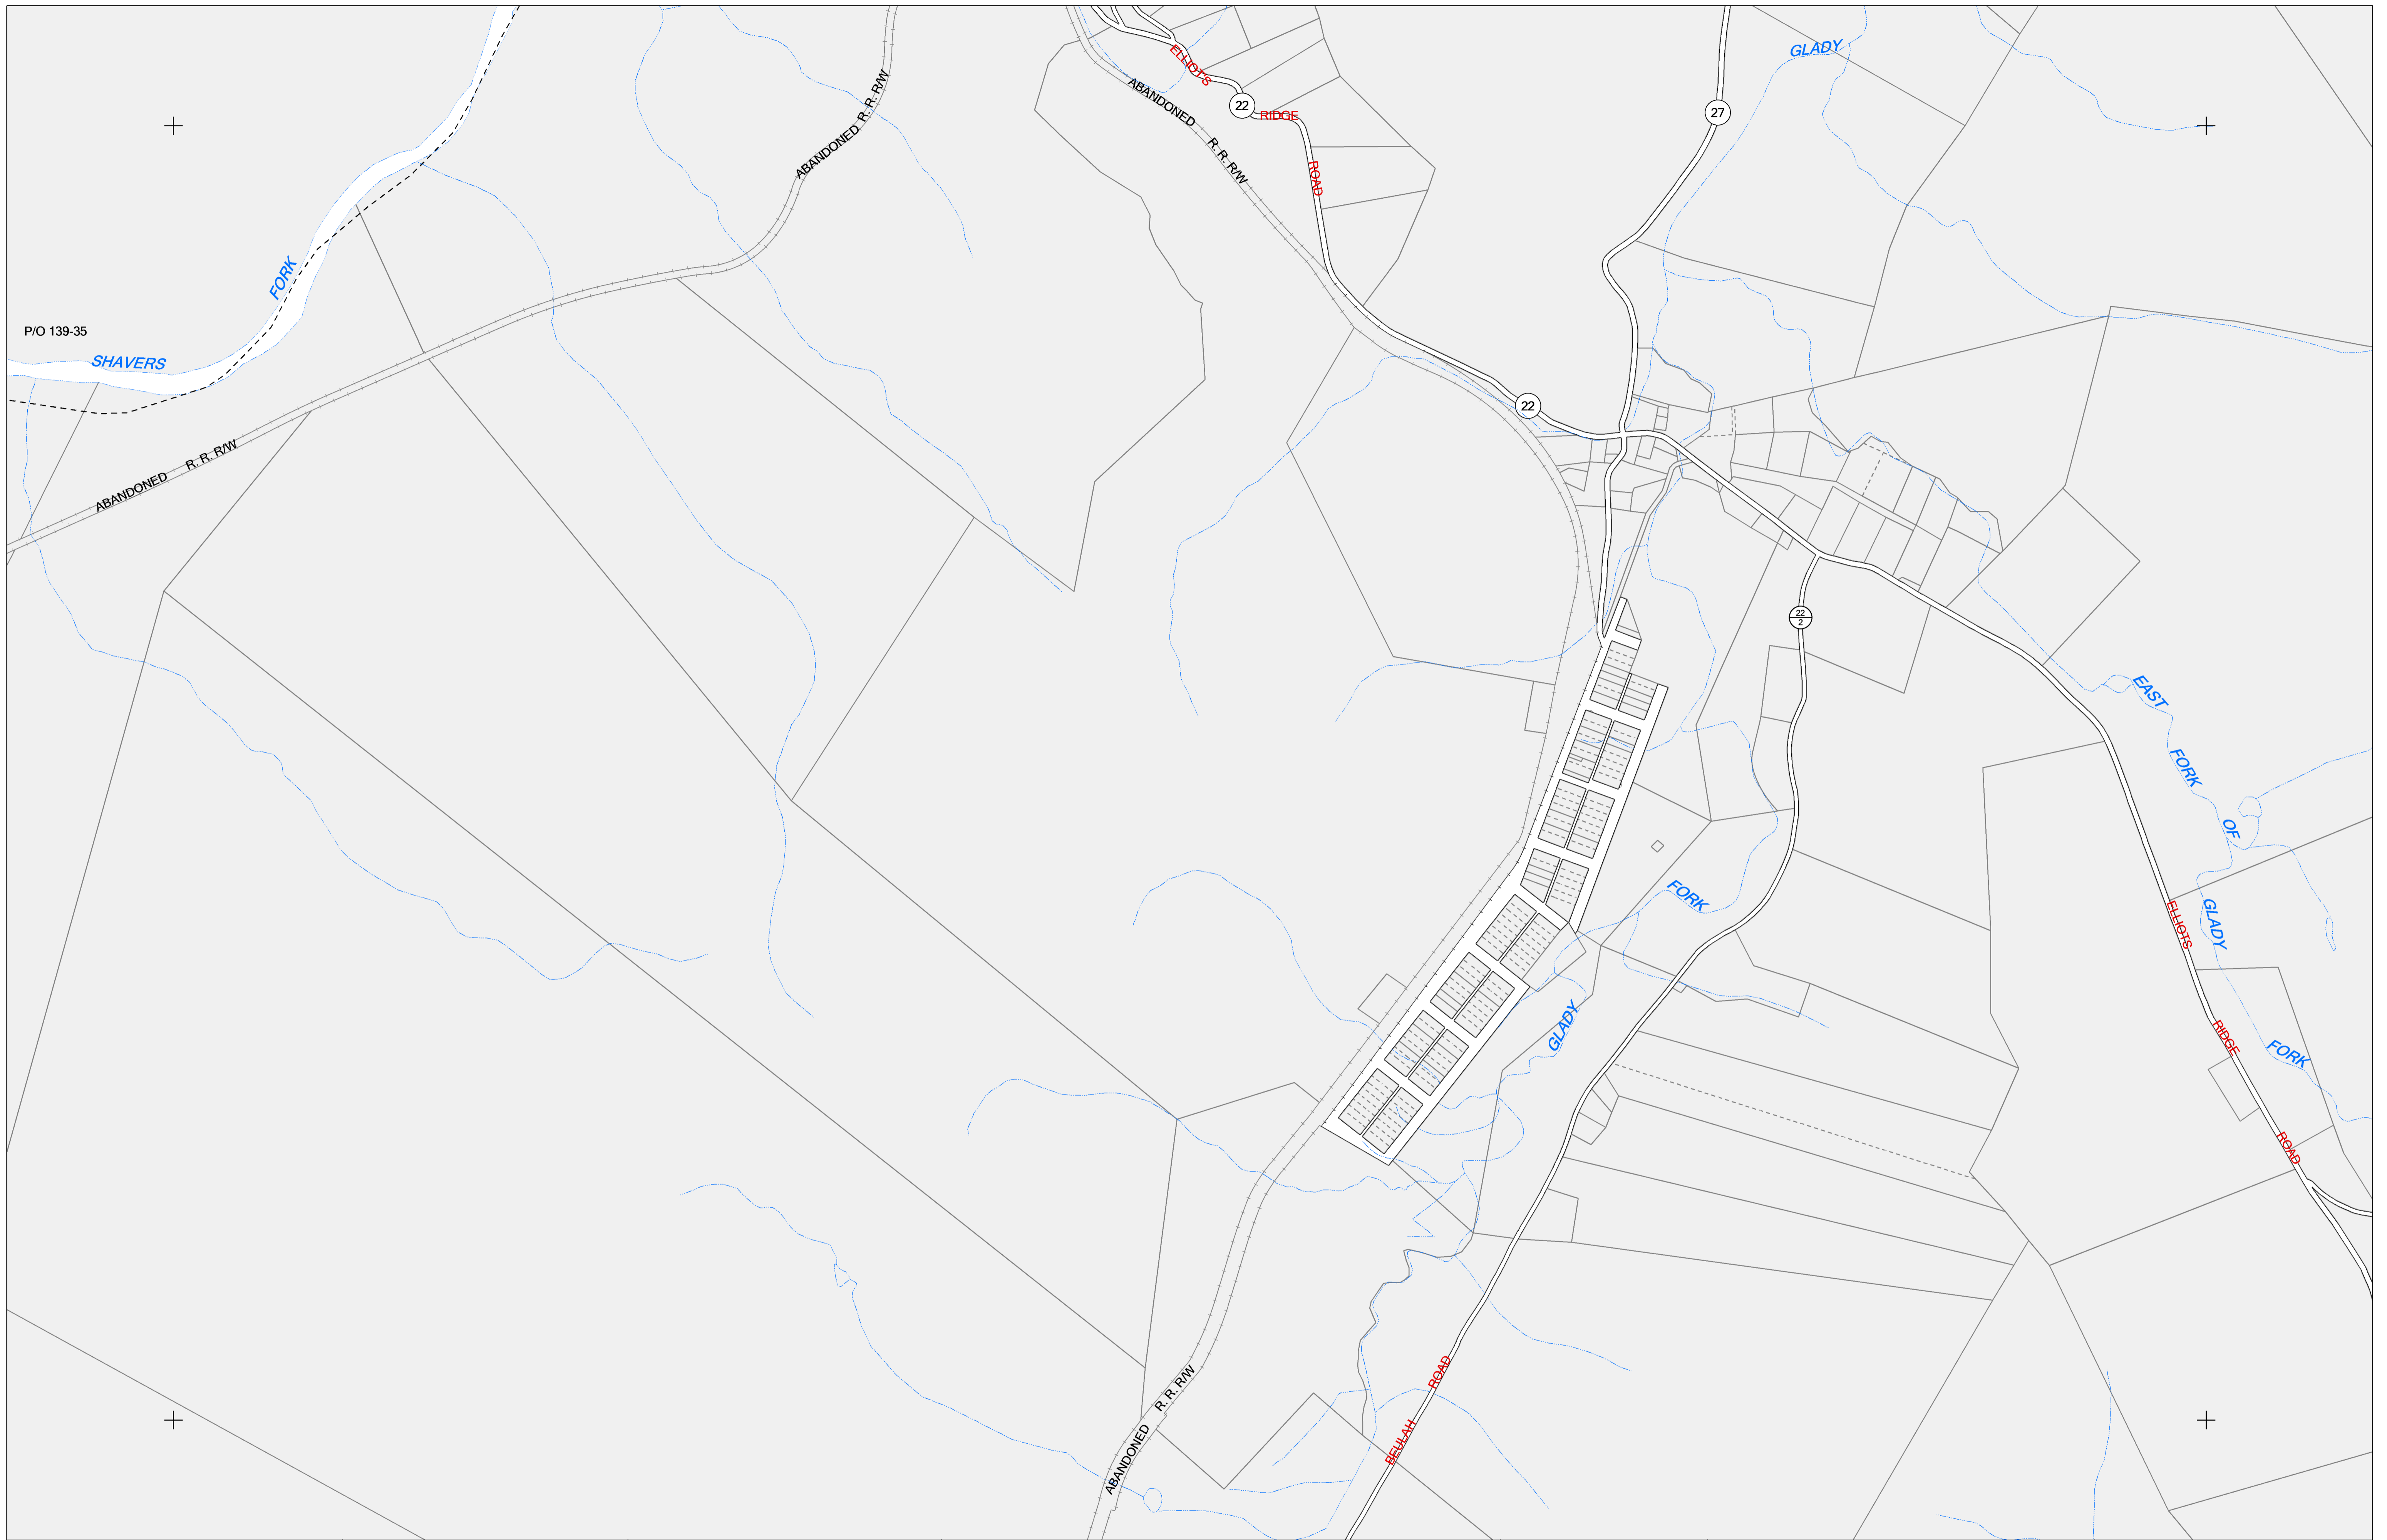 GLADY
ELLIOTS
22
RIDGE
ROAD
27
ABANDONED R. R. R/W
ABANDONED R. R. R/W
FORK
P/O 139-35
SHAVERS
22
ABANDONED R. R. R/W
22
2
EAST
FORK
OF
GLADY
FORK
FORK
GLADY
ELLIOTS
RIDGE
ROAD
ABANDONED R. R. R/W
BEULAH ROAD